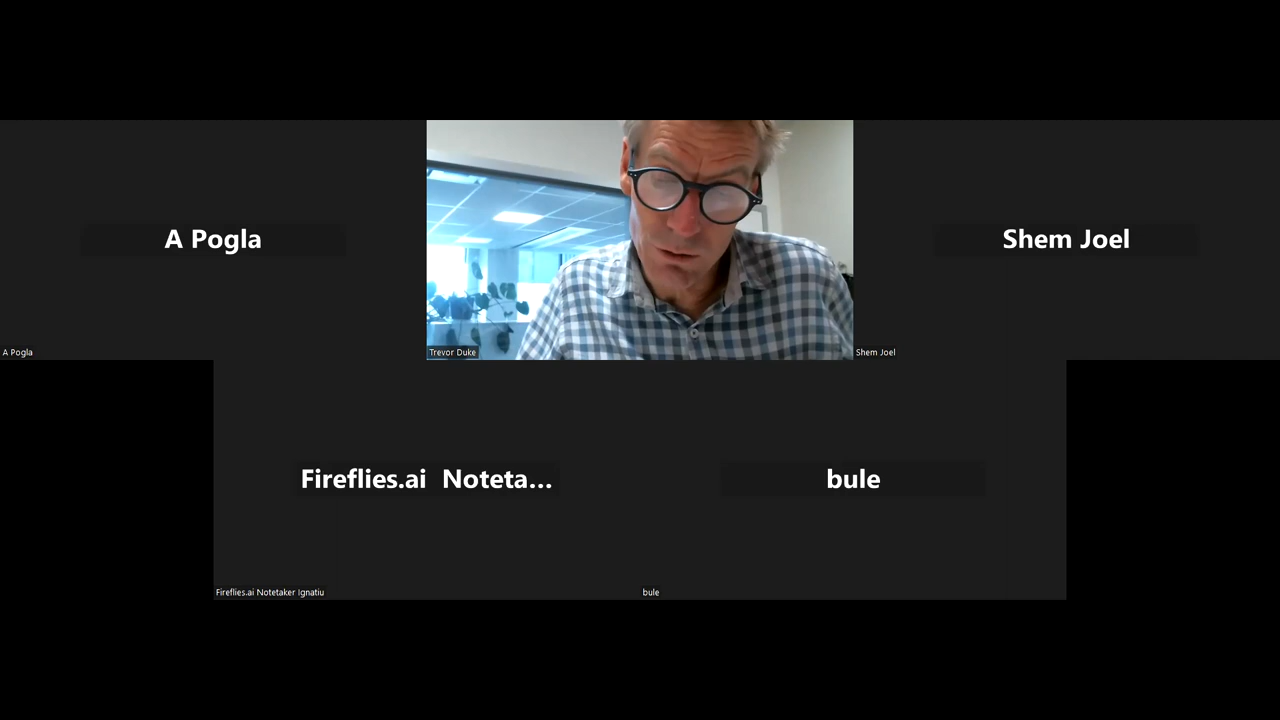 A Pogla
Shem Joel
A Pogla
Trevor Duke
Shem Joel
Fireflies.ai Noteta...
bule
Fireflies.ai Notetaker Ignatiu
bule